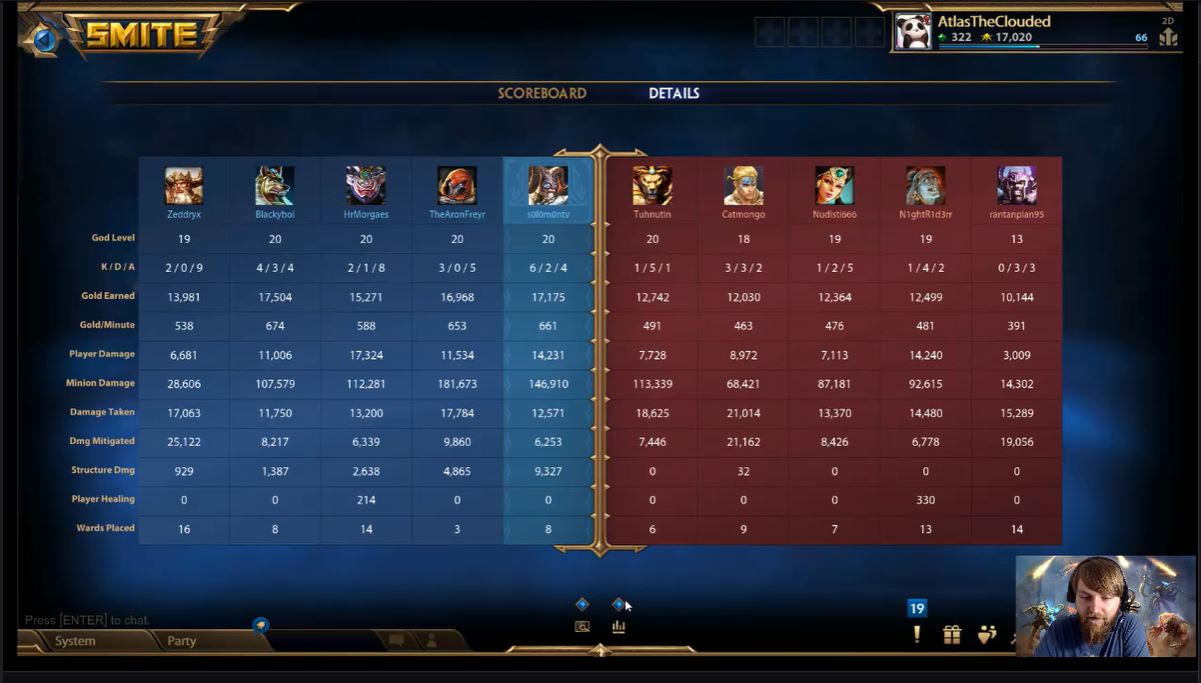 SMITE
AtlasTheClouded
322 17,020
66
2D
SCOREBOARD DETAILS
Zeddryx Blackyboi HrMorgaes TheAronFreyr s0l0m0ntv Tuhnutin Catmongo Nudisti666 N1ghtR1d3rr rantanplan95
God Level 19 20 20 20 20 20 18 19 19 13
K / D / A 2 / 0 / 9 4 / 3 / 4 2 / 1 / 8 3 / 0 / 5 6 / 2 / 4 1 / 5 / 1 3 / 3 / 2 1 / 2 / 5 1 / 4 / 2 0 / 3 / 3
Gold Earned 13,981 17,504 15,271 16,968 17,175 12,742 12,030 12,364 12,499 10,144
Gold/Minute 538 674 588 653 661 491 463 476 481 391
Player Damage 6,681 11,006 17,324 11,534 14,231 7,728 8,972 7,113 14,240 3,009
Minion Damage 28,606 107,579 112,281 181,673 146,910 113,339 68,421 87,181 92,615 14,302
Damage Taken 17,063 11,750 13,200 17,784 12,571 18,625 21,014 13,370 14,480 15,289
Dmg Mitigated 25,122 8,217 6,339 9,860 6,253 7,446 21,162 8,426 6,778 19,056
Structure Dmg 929 1,387 2,638 4,865 9,327 0 32 0 0 0
Player Healing 0 0 214 0 0 0 0 0 330 0
Wards Placed 16 8 14 3 8 6 9 7 13 14
19
Press [ENTER] to chat.
System Party